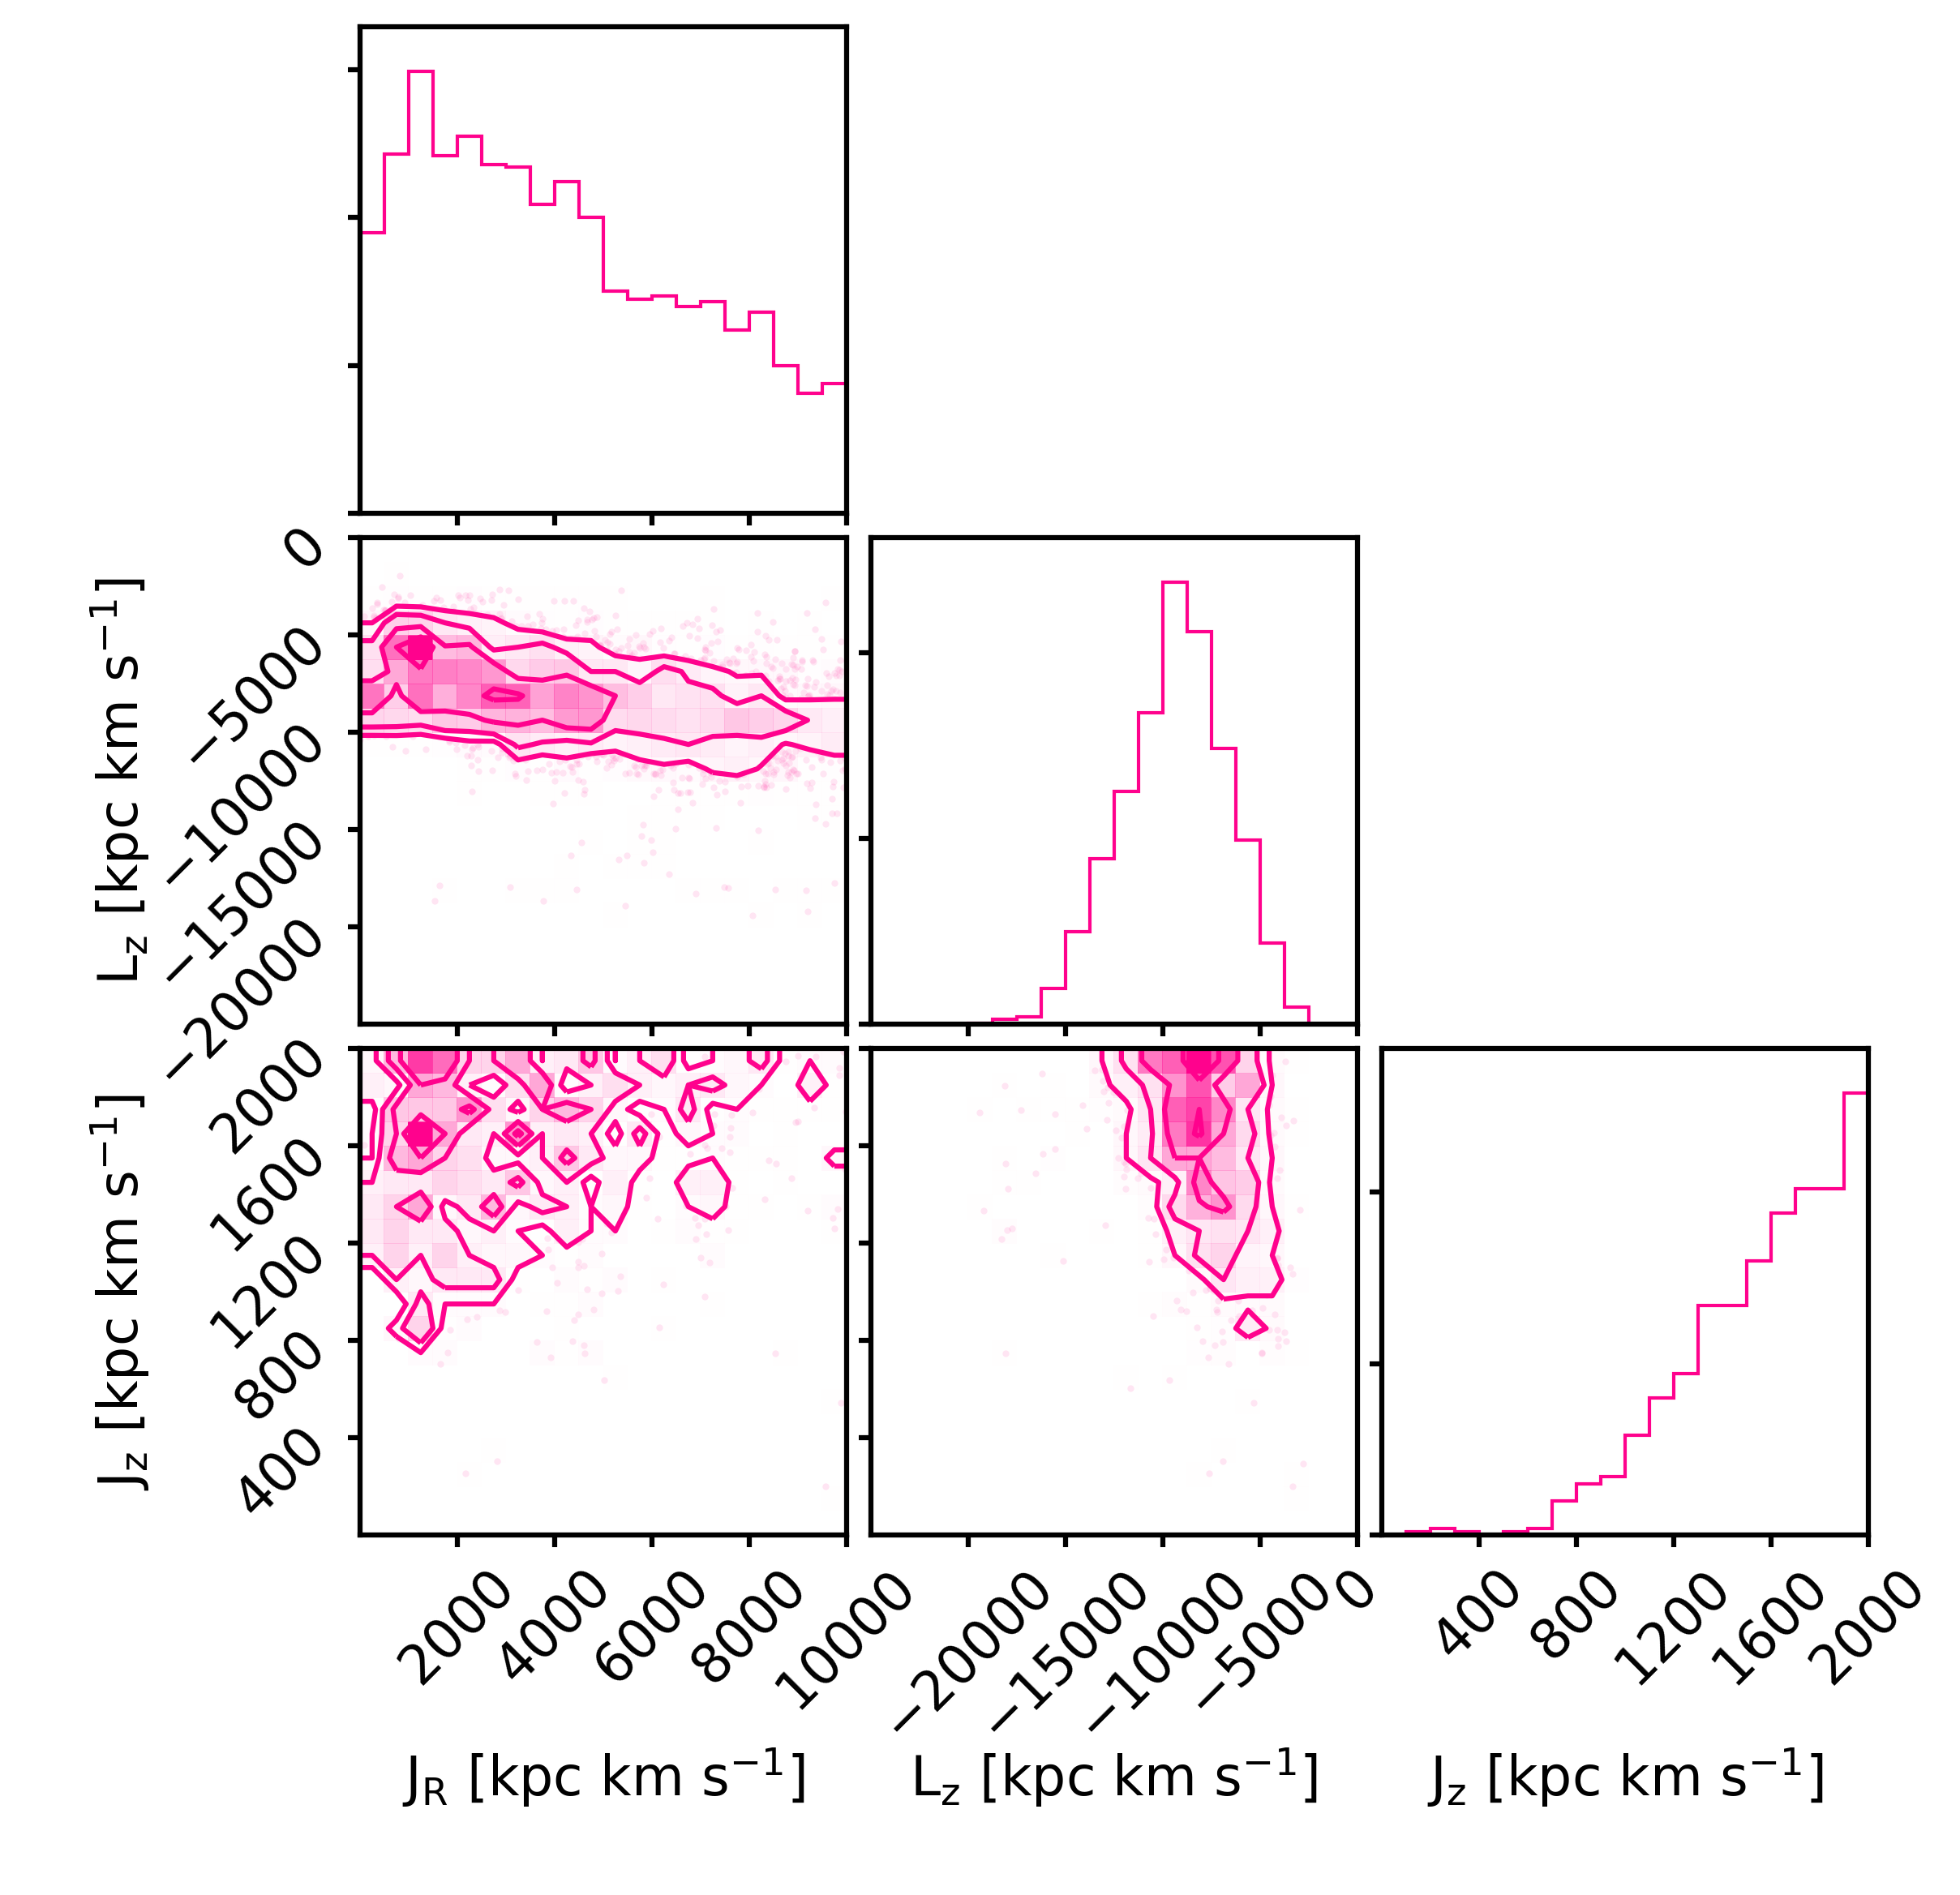 0
−5000
−10000
−15000
−20000
L_z [kpc km s⁻¹]
2000
1600
1200
800
400
J_z [kpc km s⁻¹]
2000 4000 6000 8000 10000
−20000 −15000 −10000 −5000 0
400 800 1200 1600 2000
J_R [kpc km s⁻¹]
L_z [kpc km s⁻¹]
J_z [kpc km s⁻¹]